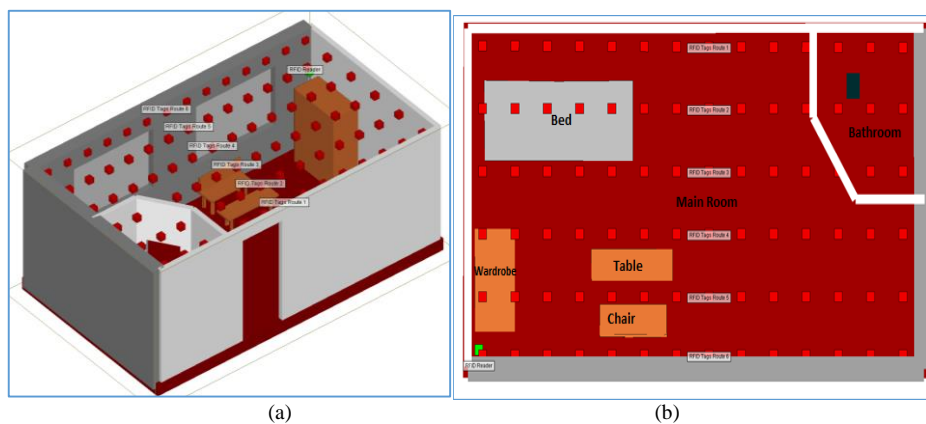 RFID Reader
RFID Tags Route 6
RFID Tags Route 5
RFID Tags Route 4
RFID Tags Route 3
RFID Tags Route 2
RFID Tags Route 1
(a)
RFID Tags Route 1
RFID Tags Route 2
Bed
Bathroom
RFID Tags Route 3
Main Room
RFID Tags Route 4
Wardrobe
Table
RFID Tags Route 5
Chair
RFID Tags Route 6
RFID Reader
(b)